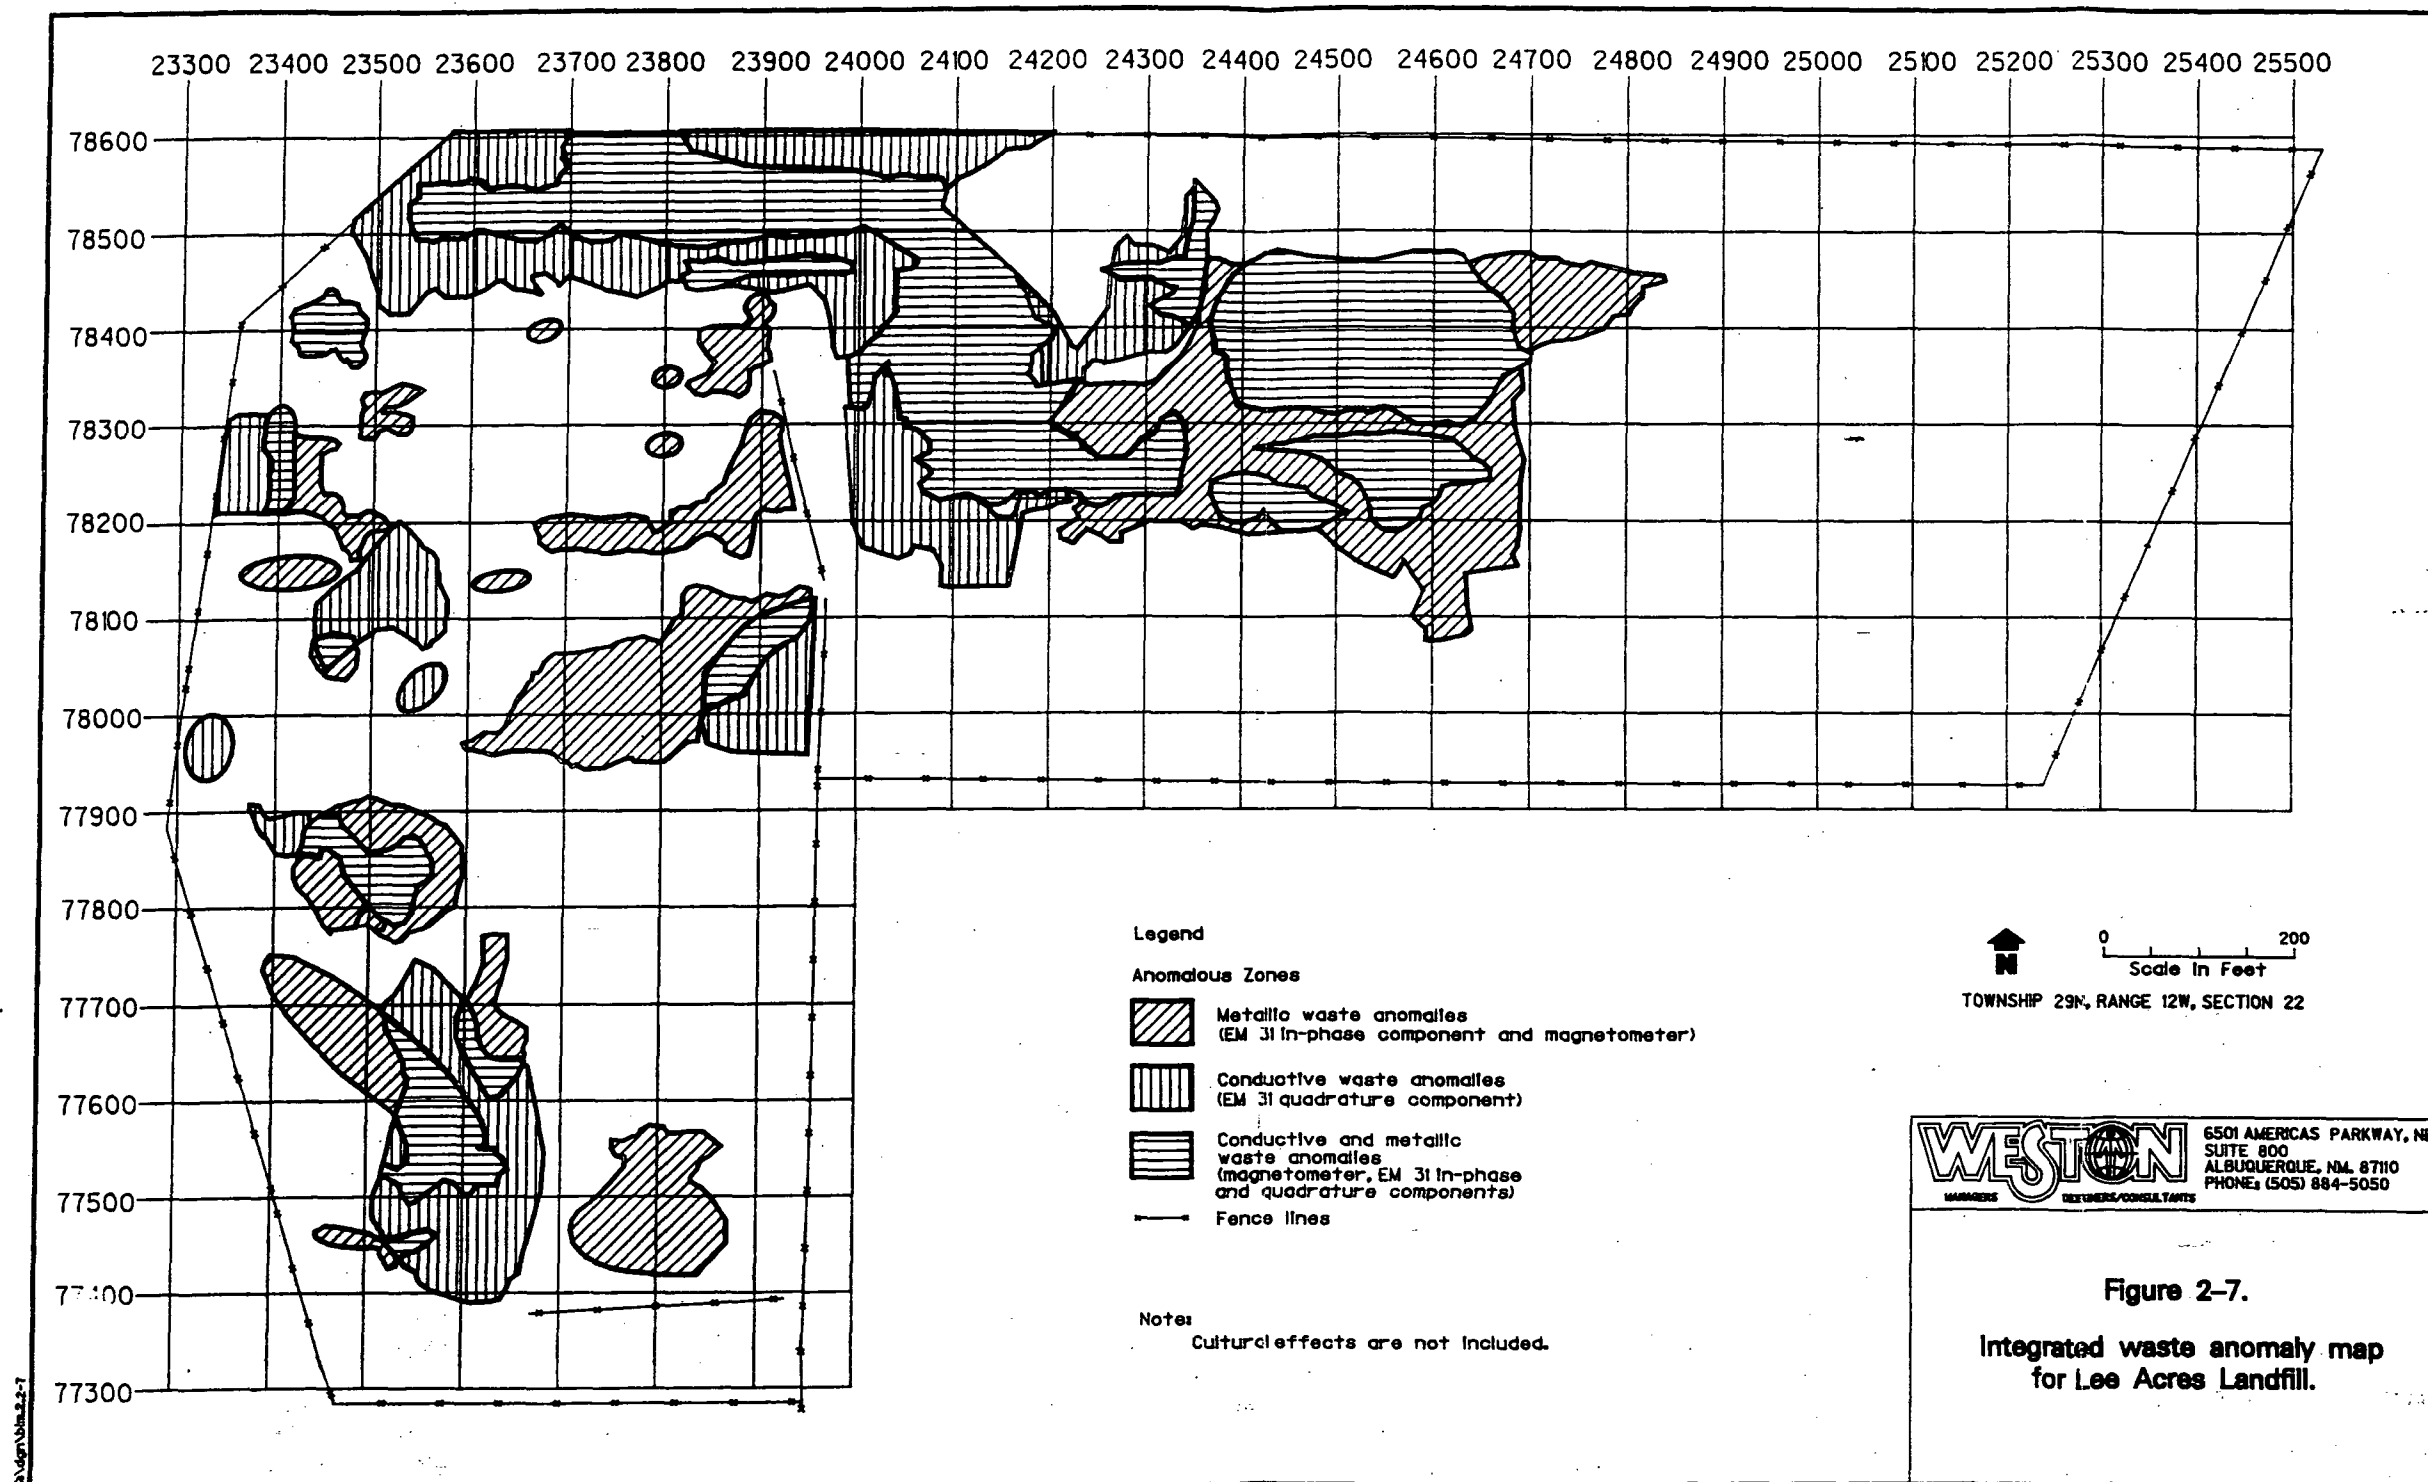 23300 23400 23500 23600 23700 23800 23900 24000 24100 24200 24300 24400 24500 24600 24700 24800 24900 25000 25100 25200 25300 25400 25500
78600
78500
78400
78300
78200
78100
78000
77900
77800
77700
77600
77500
77400
77300
Legend
Anomalous Zones
Metallic waste anomalies
(EM 31 in-phase component and magnetometer)
Conductive waste anomalies
(EM 31 quadrature component)
Conductive and metallic
waste anomalies
(magnetometer, EM 31 in-phase
and quadrature components)
Fence lines
Note:
Cultural effects are not included.
N
0 200
Scale in Feet
TOWNSHIP 29N, RANGE 12W, SECTION 22
WESTON
MANAGERS DESIGNERS/CONSULTANTS
6501 AMERICAS PARKWAY, NE
SUITE 800
ALBUQUERQUE, NM. 87110
PHONE: (505) 884-5050
Figure 2-7.
Integrated waste anomaly map
for Lee Acres Landfill.